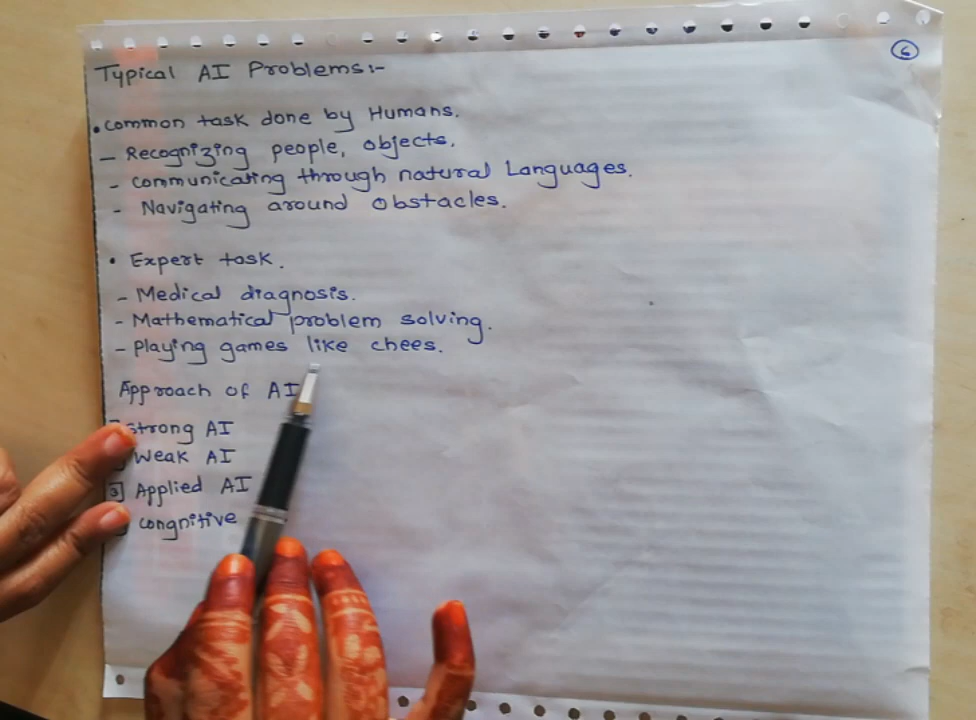 6
Typical AI Problems:-
• Common task done by Humans.
- Recognizing people, objects.
- communicating through natural Languages.
- Navigating around obstacles.
• Expert task.
- Medical diagnosis.
- Mathematical problem solving.
- Playing games like chees.
Approach of AI
strong AI
Weak AI
3] Applied AI
congnitive